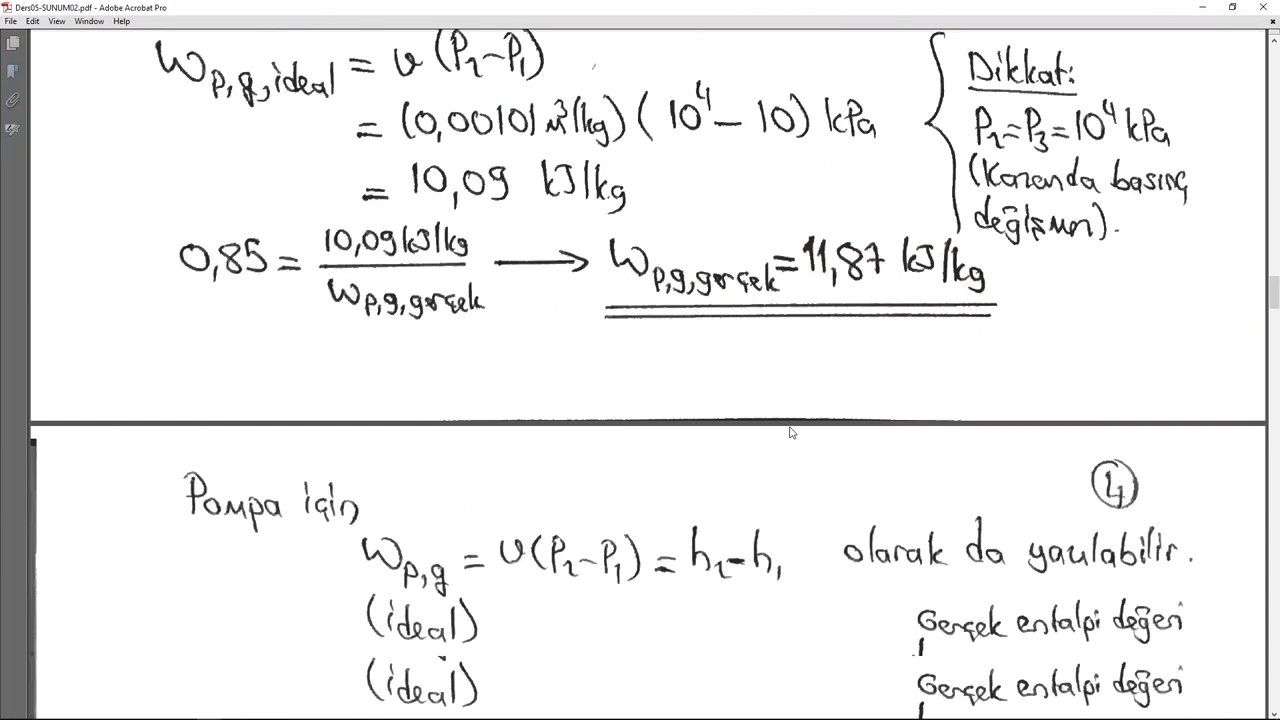 Ders05-SUNUM02.pdf - Adobe Acrobat Pro
File Edit View Window Help
Wp,g,ideal = v (P2-P1)
= (0,00101 m³/kg) (10⁴ - 10) kPa
= 10,09 kJ/kg
0,85 = 10,09 kJ/kg / Wp,g,gerçek → Wp,g,gerçek = 11,87 kJ/kg
Dikkat:
P2=P3=10⁴ kPa
(Kazanda basınç
değişmez).
Pompa için
4
Wp,g = v(P2-P1) = h2-h1 olarak da yazılabilir.
(ideal) Gerçek entalpi değeri
(ideal) Gerçek entalpi değeri